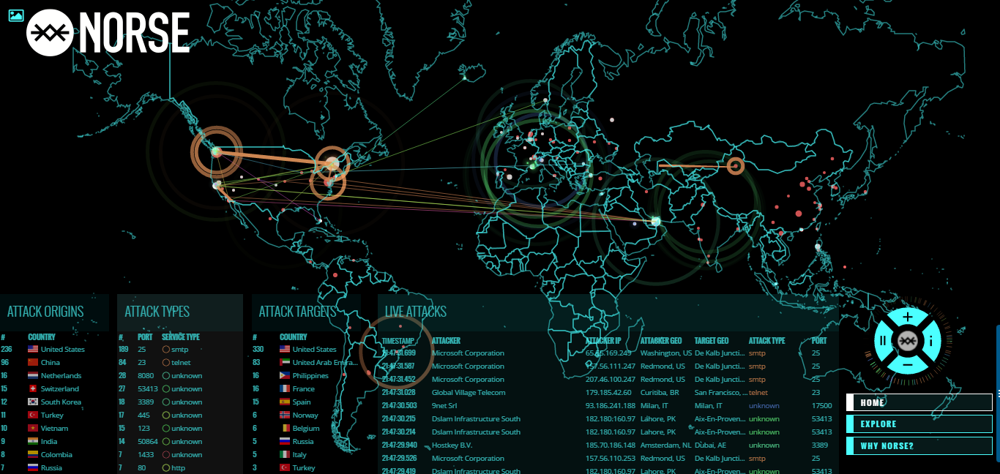 NORSE
ATTACK ORIGINS
# COUNTRY
236 United States
96 China
16 Netherlands
15 Switzerland
12 South Korea
11 Turkey
10 Vietnam
9 India
8 Colombia
7 Russia
ATTACK TYPES
# PORT SERVICE TYPE
189 25 smtp
84 23 telnet
28 8080 unknown
27 53413 unknown
18 3389 unknown
17 445 unknown
15 123 unknown
14 50864 unknown
7 1433 unknown
7 80 http
ATTACK TARGETS
# COUNTRY
330 United States
83 United Arab Emira...
16 Philippines
16 France
15 Spain
6 Norway
6 Belgium
5 Russia
5 Italy
3 Turkey
LIVE ATTACKS
TIMESTAMP ATTACKER ATTACKER IP ATTACKER GEO TARGET GEO ATTACK TYPE PORT
21:47:31.699 Microsoft Corporation 65.55.169.249 Washington, US De Kalb Juncti... smtp 25
21:47:31.587 Microsoft Corporation 157.56.111.247 Redmond, US De Kalb Juncti... smtp 25
21:47:31.452 Microsoft Corporation 207.46.100.247 Redmond, US De Kalb Juncti... smtp 25
21:47:31.028 Global Village Telecom 179.185.42.60 Curitiba, BR San Francisco, ... telnet 23
21:47:30.503 9net Srl 93.186.241.188 Milan, IT Milan, IT unknown 17500
21:47:30.215 Dslam Infrastructure South 182.180.160.97 Lahore, PK Aix-En-Proven... unknown 53413
21:47:30.214 Dslam Infrastructure South 182.180.160.97 Lahore, PK Aix-En-Proven... unknown 53413
21:47:29.940 Hostkey B.V. 185.70.186.148 Amsterdam, NL Dubai, AE unknown 3389
21:47:29.526 Microsoft Corporation 157.56.110.253 Redmond, US De Kalb Juncti... smtp 25
21:47:29.419 Dslam Infrastructure South 182.180.160.97 Lahore, PK Aix-En-Proven... unknown 53413
HOME
EXPLORE
WHY NORSE?